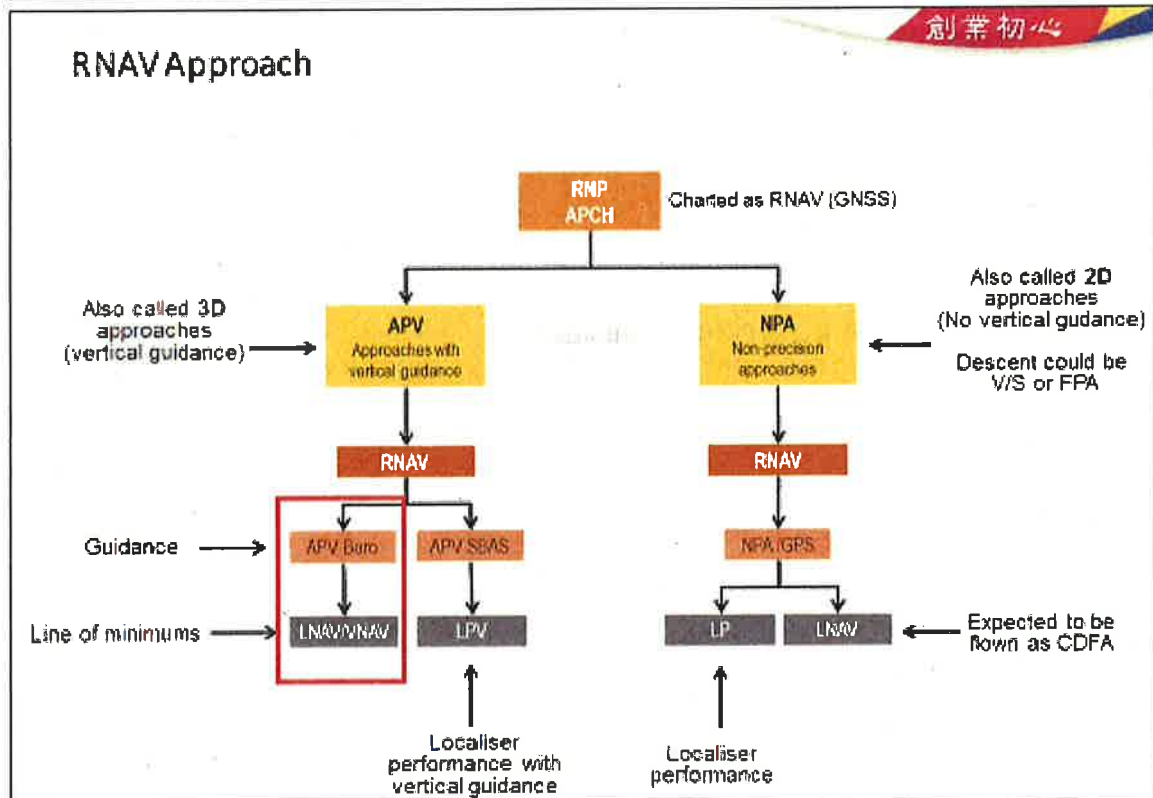 創業初心
RNAV Approach
RNP
APCH
Charted as RNAV (GNSS)
Also called 3D
approaches
(vertical guidance)
APV
Approaches with
vertical guidance
NPA
Non-precision
approaches
Also called 2D
approaches
(No vertical gudance)
Descent could be
V/S or FPA
RNAV
RNAV
Guidance
APV Baro
APV SBAS
NPA /GPS
Line of minimums
LNAV/VNAV
LPV
LP
LNAV
Expected to be
flown as CDFA
Localiser
performance with
vertical guidance
Localiser
performance